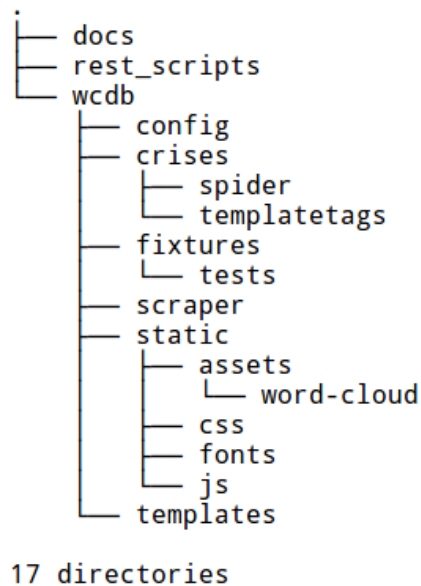 .
├── docs
├── rest_scripts
└── wcdb
    ├── config
    ├── crises
    │   ├── spider
    │   └── templatetags
    ├── fixtures
    │   └── tests
    ├── scraper
    ├── static
    │   ├── assets
    │   │   └── word-cloud
    │   ├── css
    │   ├── fonts
    │   └── js
    └── templates

17 directories